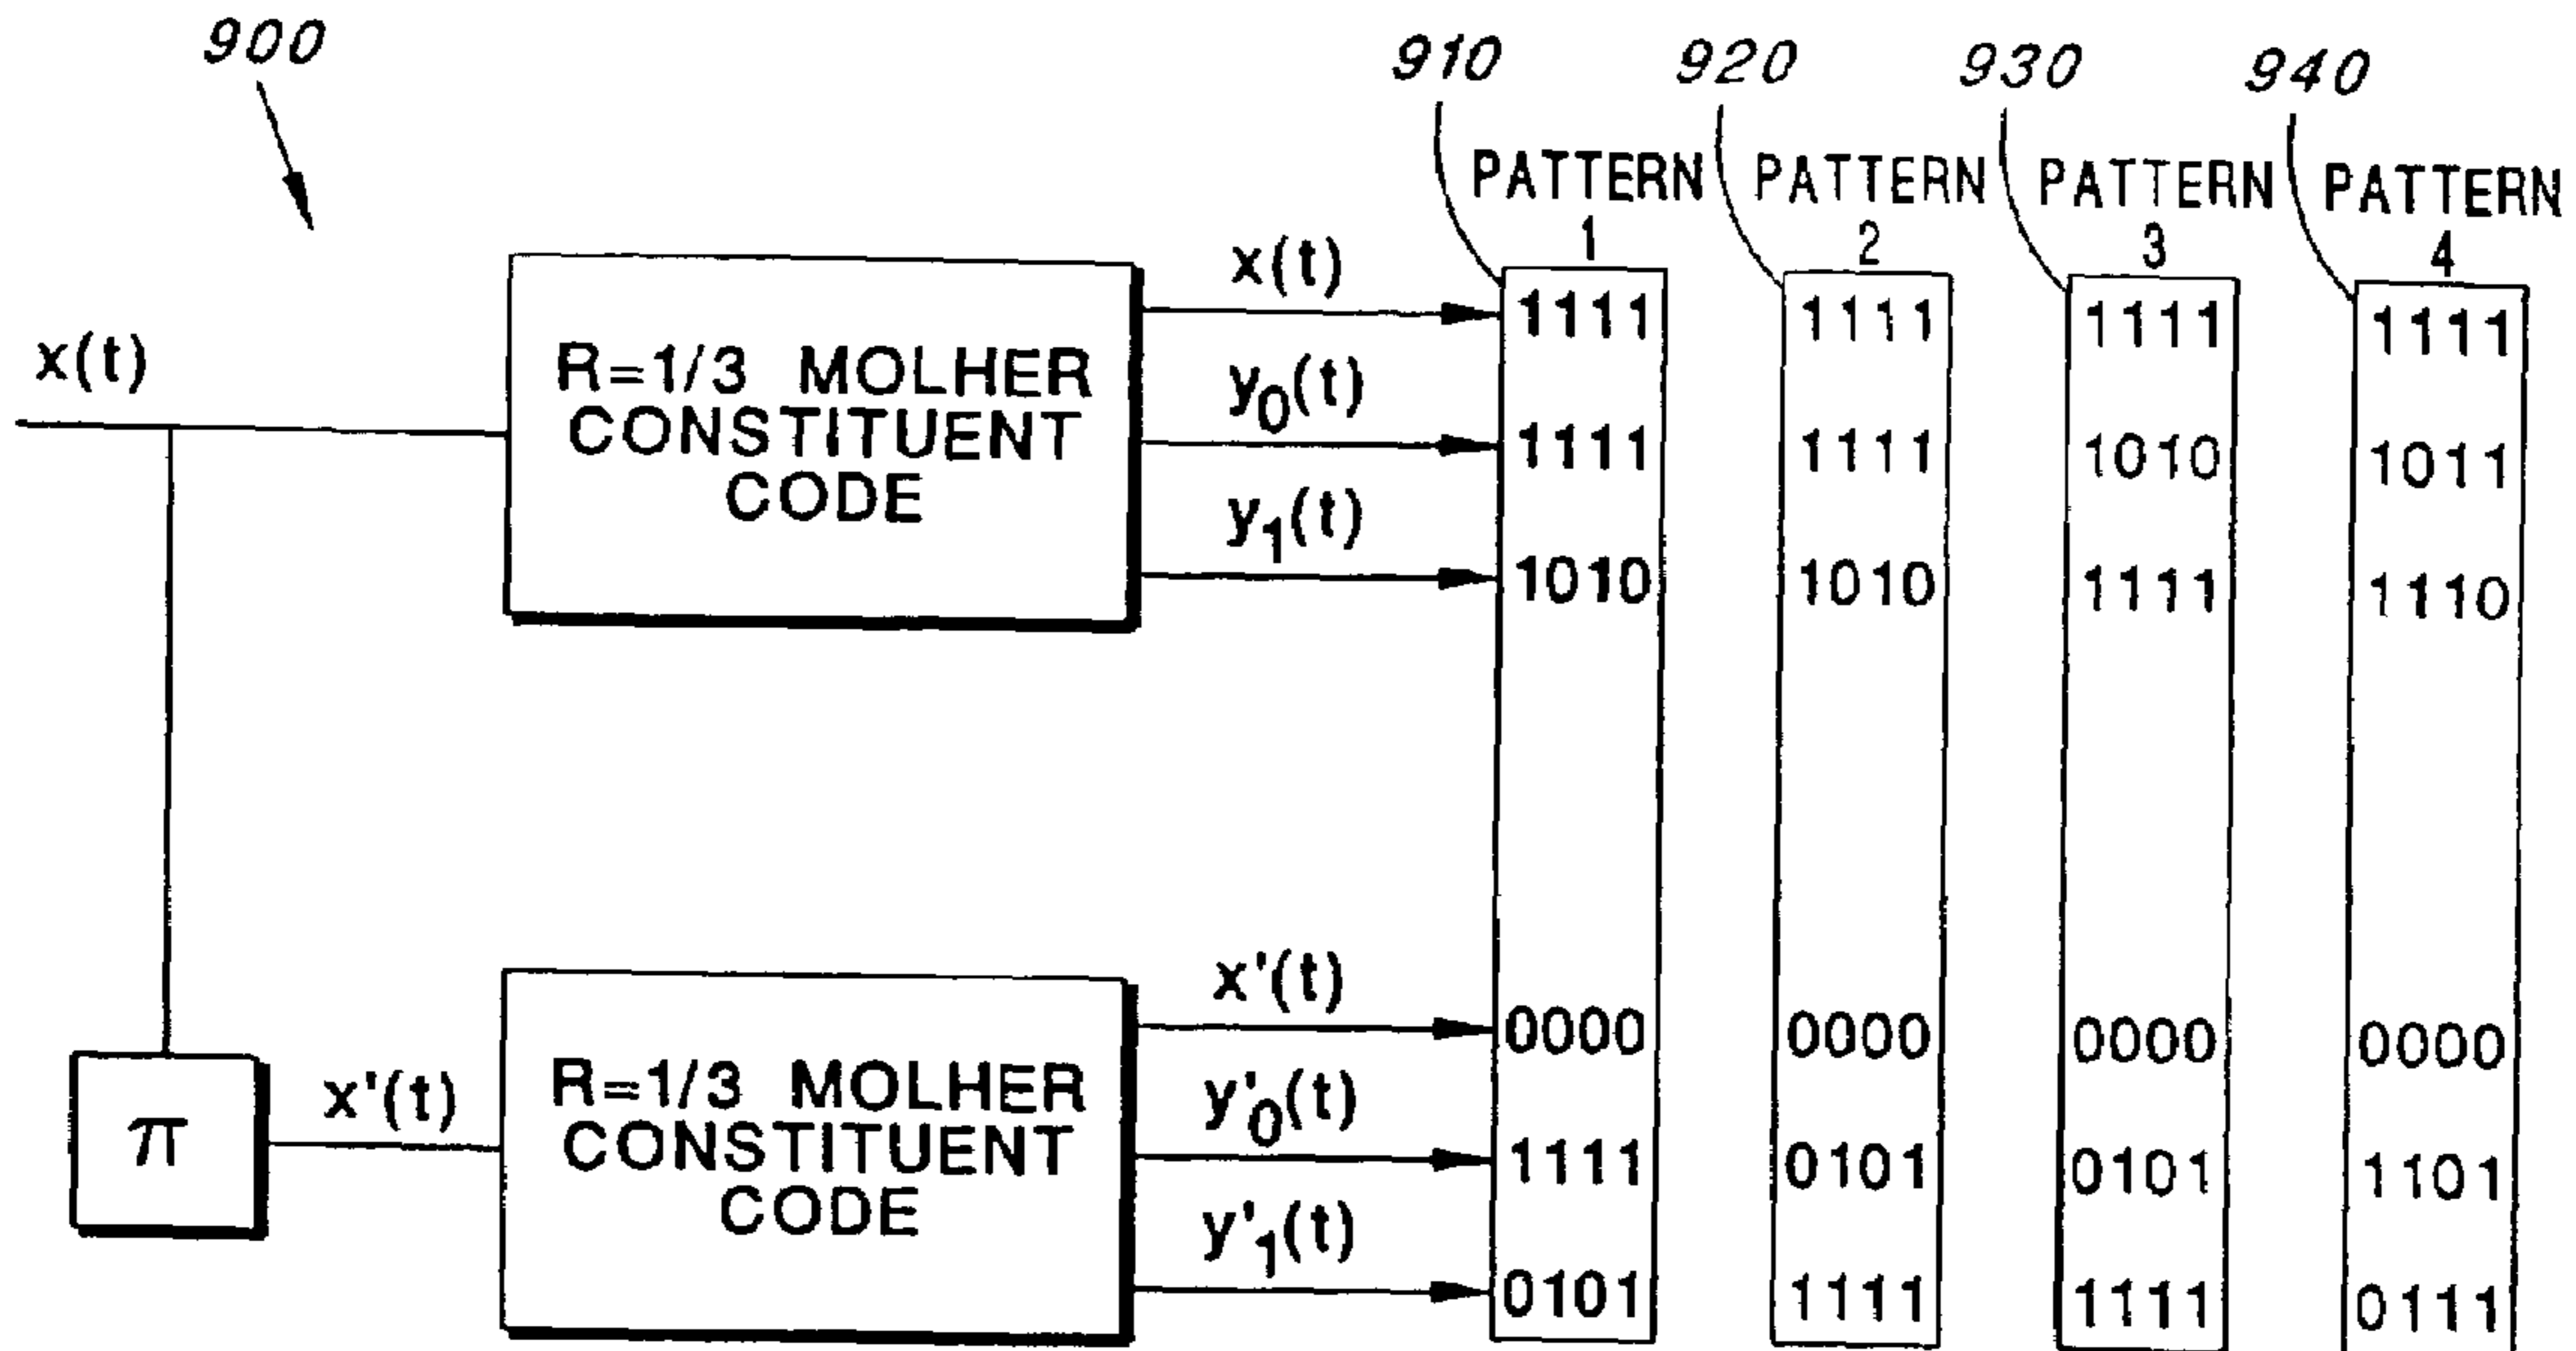 900
910 920 930 940
PATTERN 1
PATTERN 2
PATTERN 3
PATTERN 4
x(t)
R=1/3 MOLHER
CONSTITUENT
CODE
x(t) 1111 1111 1111 1111
y0(t) 1111 1111 1010 1011
y1(t) 1010 1010 1111 1110
π
x'(t)
R=1/3 MOLHER
CONSTITUENT
CODE
x'(t) 0000 0000 0000 0000
y'0(t) 1111 0101 0101 1101
y'1(t) 0101 1111 1111 0111